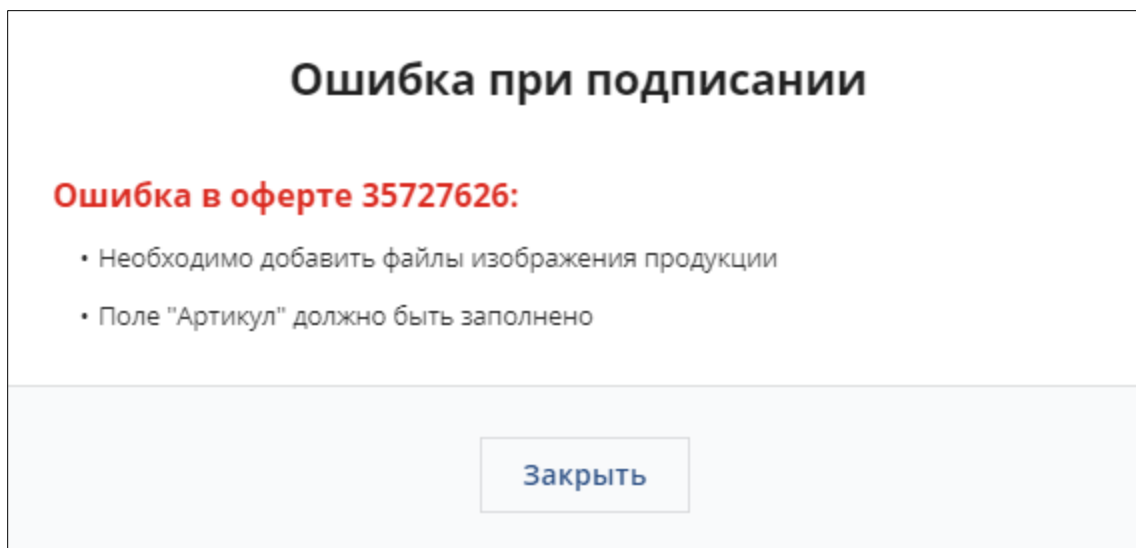 Ошибка при подписании
Ошибка в оферте 35727626:
• Необходимо добавить файлы изображения продукции
• Поле "Артикул" должно быть заполнено
Закрыть